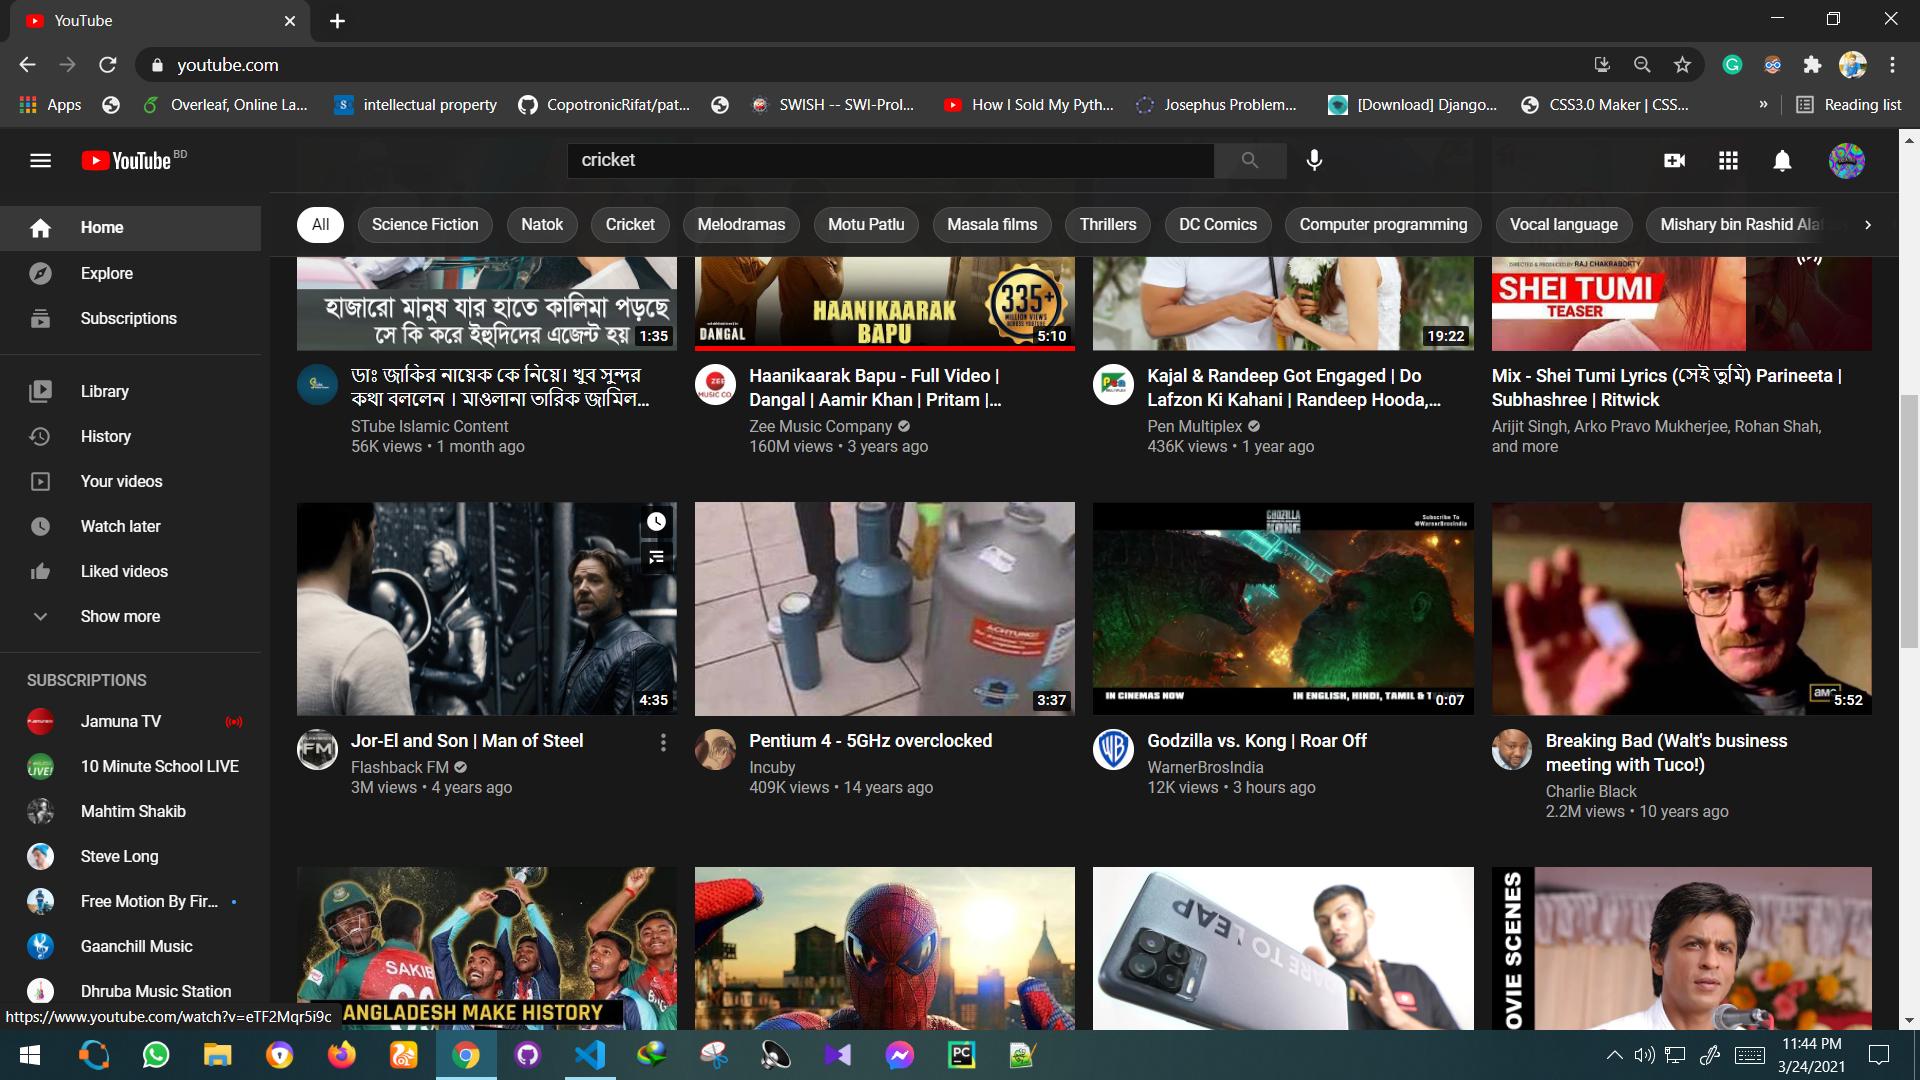 YouTube
youtube.com
Apps
Overleaf, Online La...
intellectual property
CopotronicRifat/pat...
SWISH -- SWI-Prol...
How I Sold My Pyth...
Josephus Problem...
[Download] Django...
CSS3.0 Maker | CSS...
»
Reading list
YouTube BD
cricket
All
Science Fiction
Natok
Cricket
Melodramas
Motu Patlu
Masala films
Thrillers
DC Comics
Computer programming
Vocal language
Mishary bin Rashid Ala
Home
Explore
Subscriptions
Library
History
Your videos
Watch later
Liked videos
Show more
SUBSCRIPTIONS
Jamuna TV
10 Minute School LIVE
Mahtim Shakib
Steve Long
Free Motion By Fir...
Gaanchill Music
Dhruba Music Station
হাজারো মানুষ যার হাতে কালিমা পড়ছে
সে কি করে ইহুদিদের এজেন্ট হয়
1:35
ডাঃ জাকির নায়েক কে নিয়ে। খুব সুন্দর
কথা বললেন । মাওলানা তারিক জামিল...
STube Islamic Content
56K views • 1 month ago
DANGAL
HAANIKAARAK
BAPU
335+
MILLION VIEWS
5:10
ZEE
MUSIC CO.
Haanikaarak Bapu - Full Video |
Dangal | Aamir Khan | Pritam |...
Zee Music Company
160M views • 3 years ago
19:22
Pen
Kajal & Randeep Got Engaged | Do
Lafzon Ki Kahani | Randeep Hooda,...
Pen Multiplex
436K views • 1 year ago
DIRECTED & PRODUCED BY RAJ CHAKRABORTY
SHEI TUMI
TEASER
Mix - Shei Tumi Lyrics (সেই তুমি) Parineeta |
Subhashree | Ritwick
Arijit Singh, Arko Pravo Mukherjee, Rohan Shah,
and more
4:35
FM
Jor-El and Son | Man of Steel
Flashback FM
3M views • 4 years ago
ACHTUNG!
3:37
Pentium 4 - 5GHz overclocked
Incuby
409K views • 14 years ago
GODZILLA
KONG
Subscribe To
@WarnerBrosIndia
IN CINEMAS NOW
IN ENGLISH, HINDI, TAMIL & T
0:07
WB
Godzilla vs. Kong | Roar Off
WarnerBrosIndia
12K views • 3 hours ago
amc
5:52
Breaking Bad (Walt's business
meeting with Tuco!)
Charlie Black
2.2M views • 10 years ago
SAKIB
ANGLADESH MAKE HISTORY
DARE TO LEAP
OVIE SCENES
https://www.youtube.com/watch?v=eTF2Mqr5i9c
PC
11:44 PM
3/24/2021